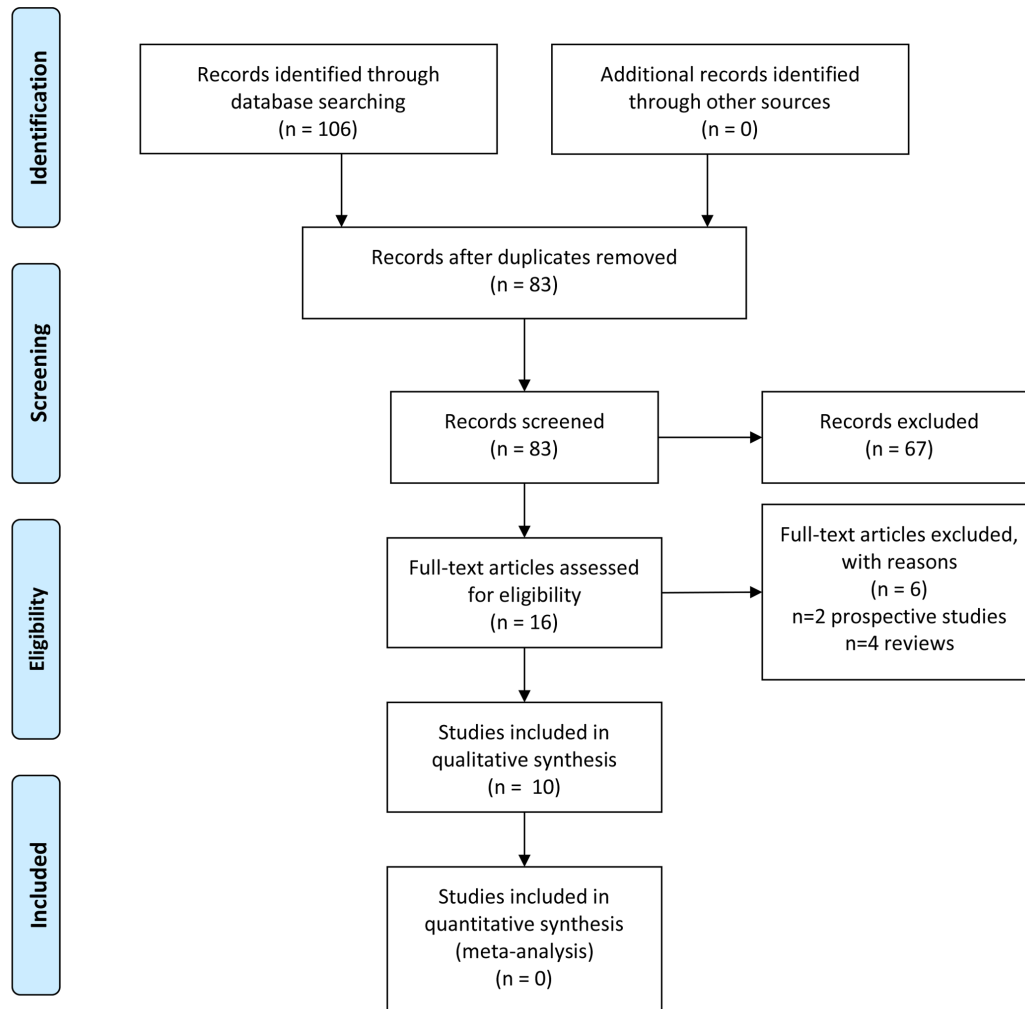 Identification
Records identified through
database searching
(n = 106)
Additional records identified
through other sources
(n = 0)
Records after duplicates removed
(n = 83)
Screening
Records screened
(n = 83)
Records excluded
(n = 67)
Eligibility
Full-text articles assessed
for eligibility
(n = 16)
Full-text articles excluded,
with reasons
(n = 6)
n=2 prospective studies
n=4 reviews
Studies included in
qualitative synthesis
(n = 10)
Included
Studies included in
quantitative synthesis
(meta-analysis)
(n = 0)